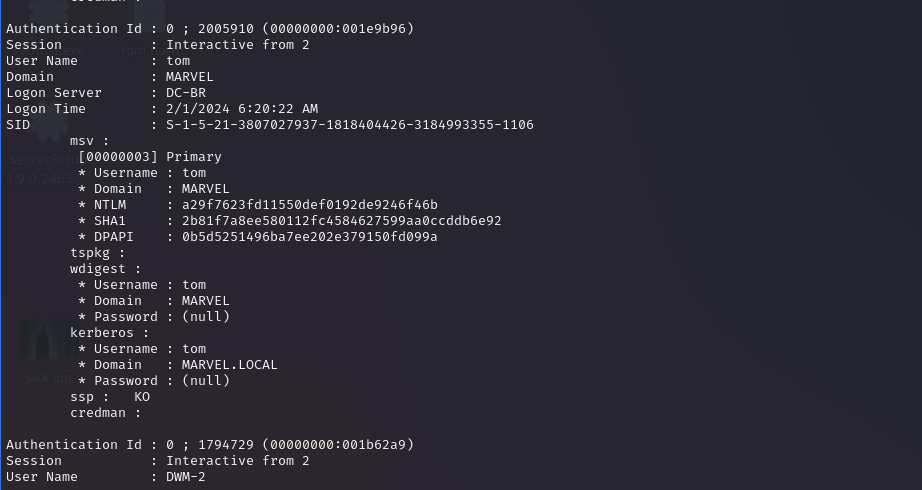 Authentication Id : 0 ; 2005910 (00000000:001e9b96)
Session           : Interactive from 2
User Name         : tom
Domain            : MARVEL
Logon Server      : DC-BR
Logon Time        : 2/1/2024 6:20:22 AM
SID               : S-1-5-21-3807027937-1818404426-3184993355-1106
        msv :
         [00000003] Primary
         * Username : tom
         * Domain   : MARVEL
         * NTLM     : a29f7623fd11550def0192de9246f46b
         * SHA1     : 2b81f7a8ee580112fc4584627599aa0ccddb6e92
         * DPAPI    : 0b5d5251496ba7ee202e379150fd099a
        tspkg :
        wdigest :
         * Username : tom
         * Domain   : MARVEL
         * Password : (null)
        kerberos :
         * Username : tom
         * Domain   : MARVEL.LOCAL
         * Password : (null)
        ssp :   KO
        credman :
jack.jpg
Authentication Id : 0 ; 1794729 (00000000:001b62a9)
Session           : Interactive from 2
User Name         : DWM-2